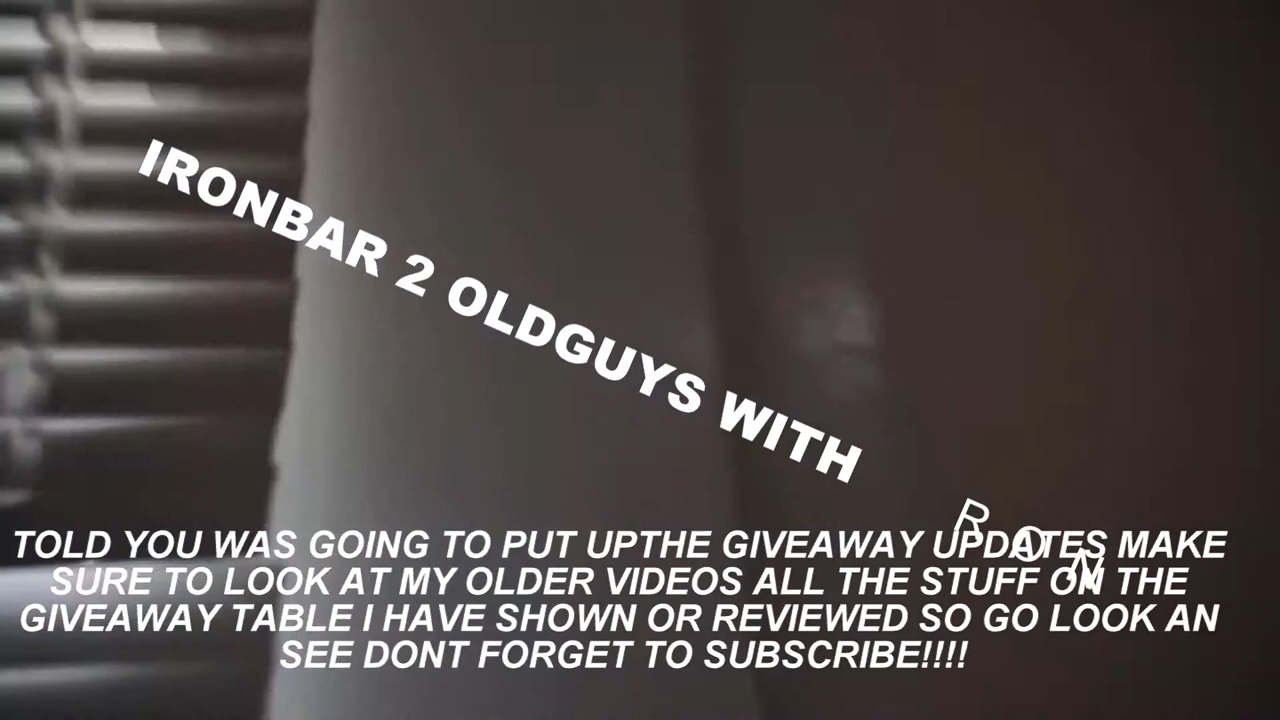 IRONBAR 2 OLDGUYS WITH
R O N
TOLD YOU WAS GOING TO PUT UPTHE GIVEAWAY UPDATES MAKE
SURE TO LOOK AT MY OLDER VIDEOS ALL THE STUFF ON THE
GIVEAWAY TABLE I HAVE SHOWN OR REVIEWED SO GO LOOK AN
SEE DONT FORGET TO SUBSCRIBE!!!!